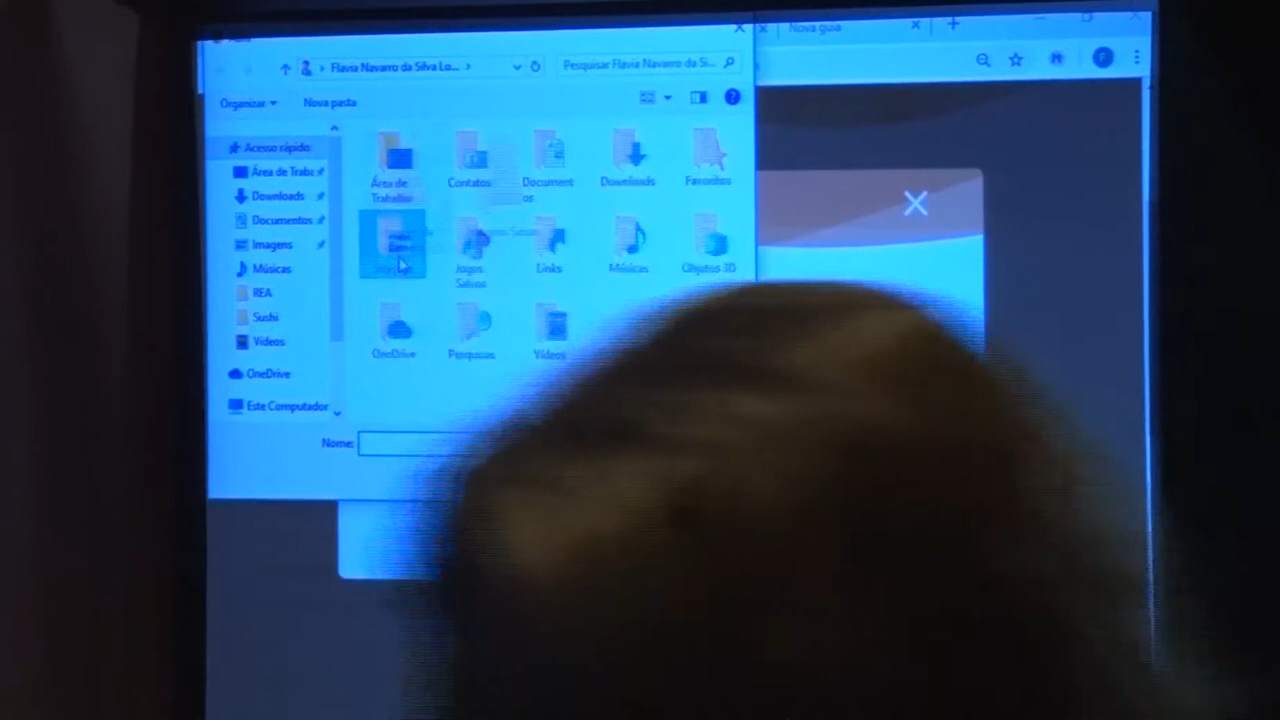 Nova guia
Flavia Navarro da Silva Lo...
Pesquisar Flavia Navarro da Si...
Organizar
Nova pasta
Acesso rápido
Área de Traba
Downloads
Documentos
Imagens
Músicas
REA
Sushi
Vídeos
OneDrive
Este Computador
Área de
Trabalho
Contatos
Document
os
Downloads
Favoritos
Jogos
Salvos
Links
Músicas
Objetos 3D
OneDrive
Pesquisas
Vídeos
Nome: